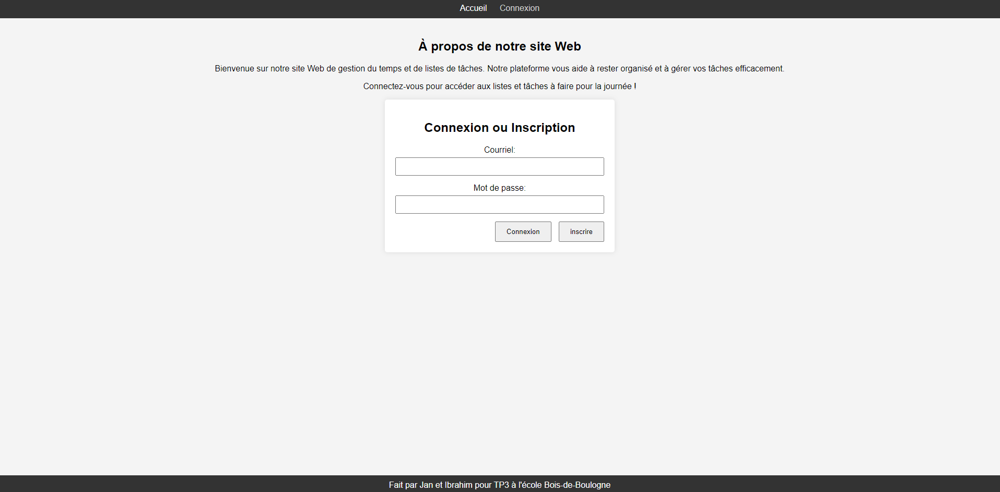 Accueil Connexion
À propos de notre site Web
Bienvenue sur notre site Web de gestion du temps et de listes de tâches. Notre plateforme vous aide à rester organisé et à gérer vos tâches efficacement.
Connectez-vous pour accéder aux listes et tâches à faire pour la journée !
Connexion ou Inscription
Courriel:
Mot de passe:
Connexion inscrire
Fait par Jan et Ibrahim pour TP3 à l'école Bois-de-Boulogne